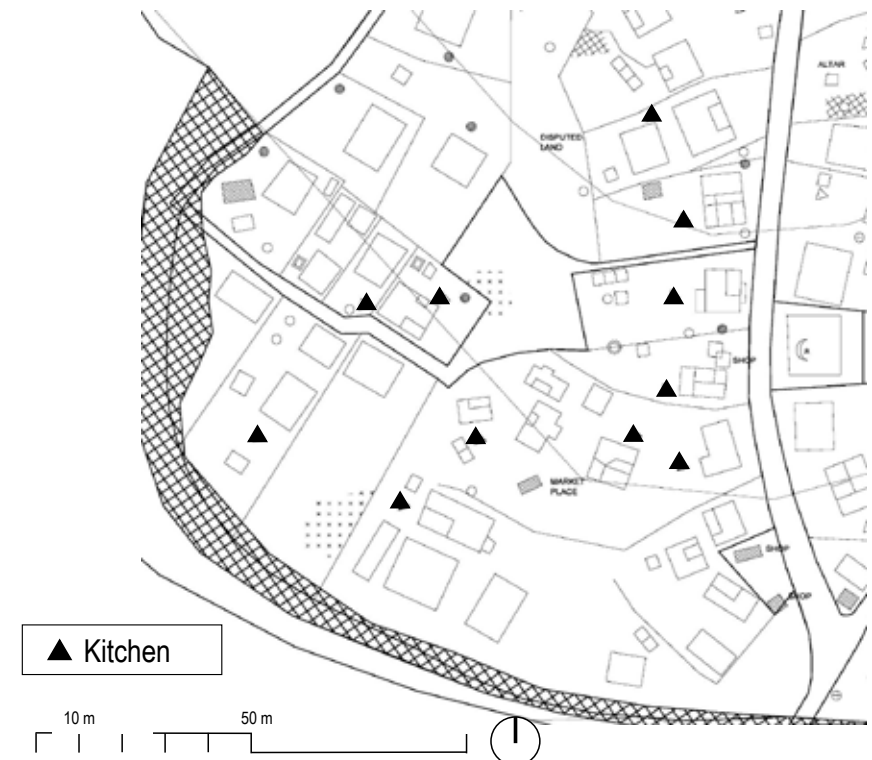 ALTAR
DISPUTED
LAND
SHOP
MARKET
PLACE
SHOP
SHOP
Kitchen
10 m
50 m